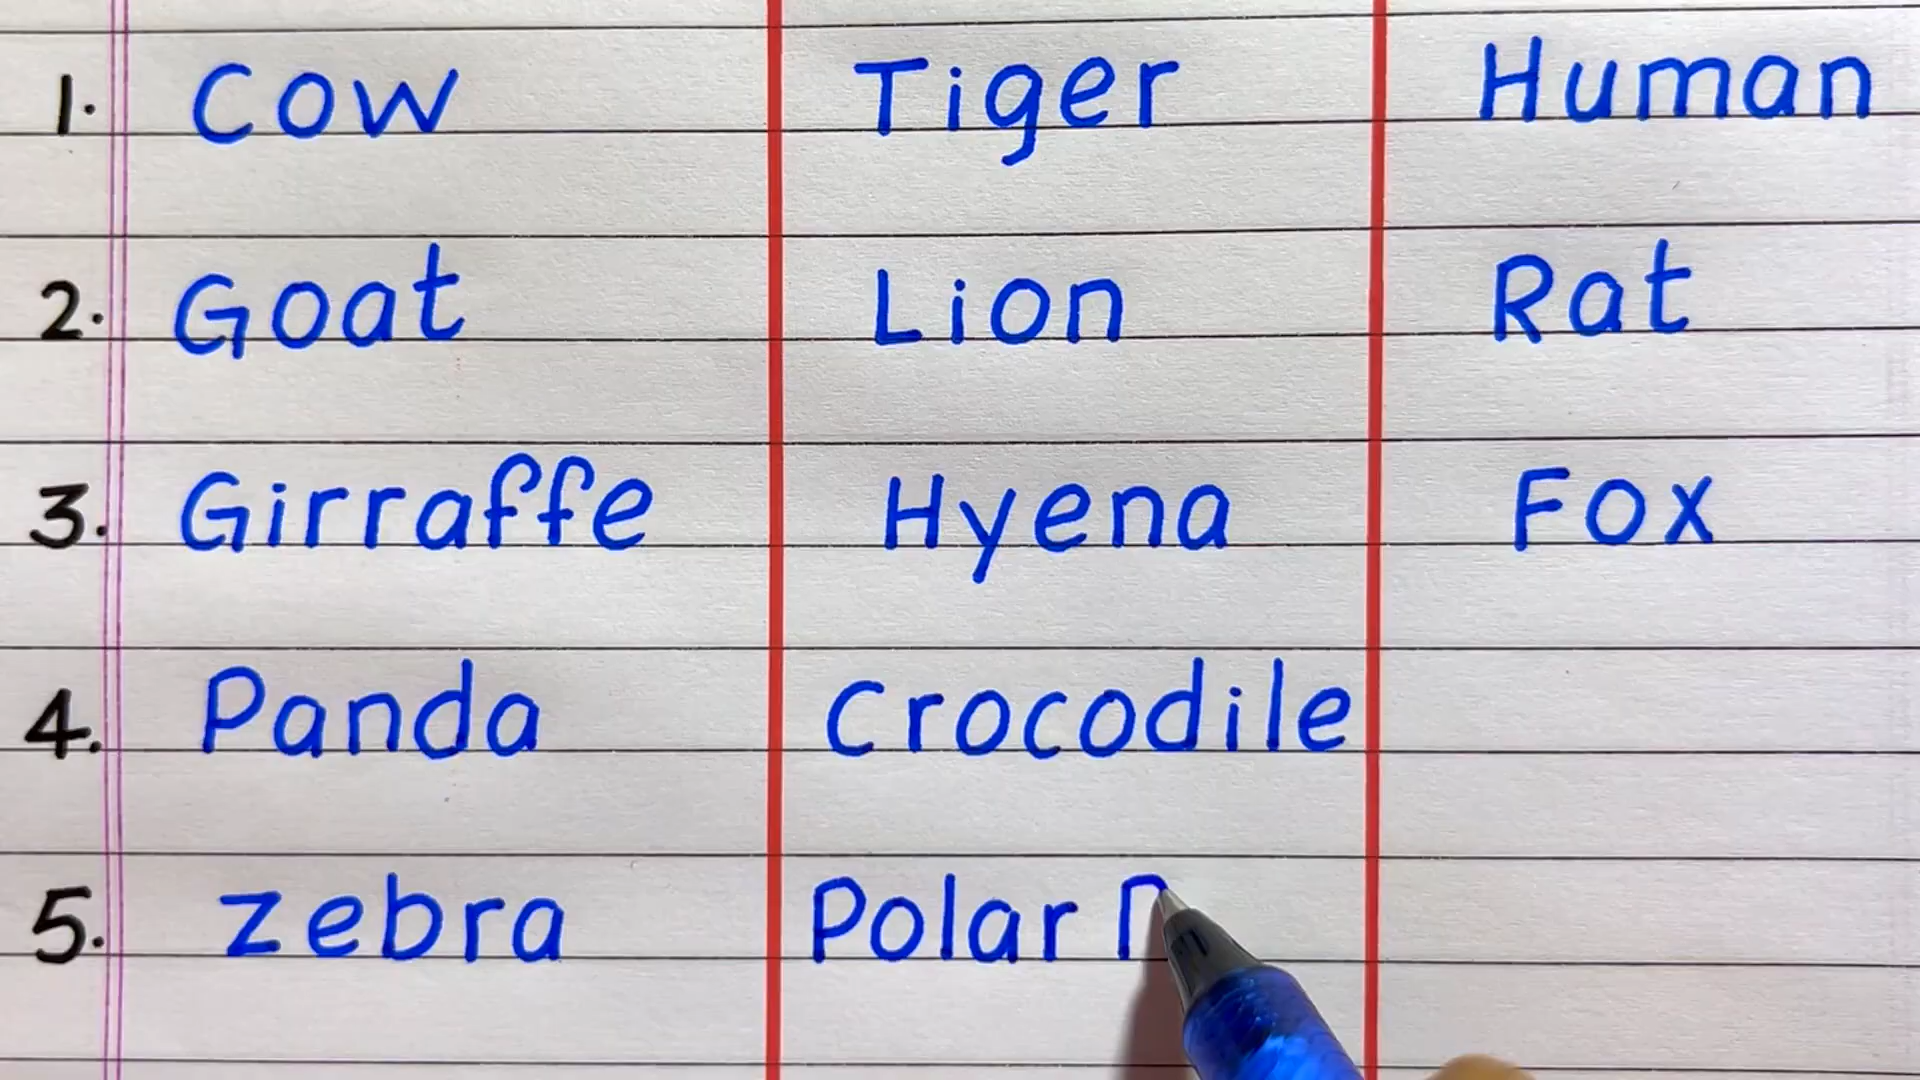 1. Cow Tiger Human
2. Goat Lion Rat
3. Girraffe Hyena Fox
4. Panda Crocodile
5. zebra Polar